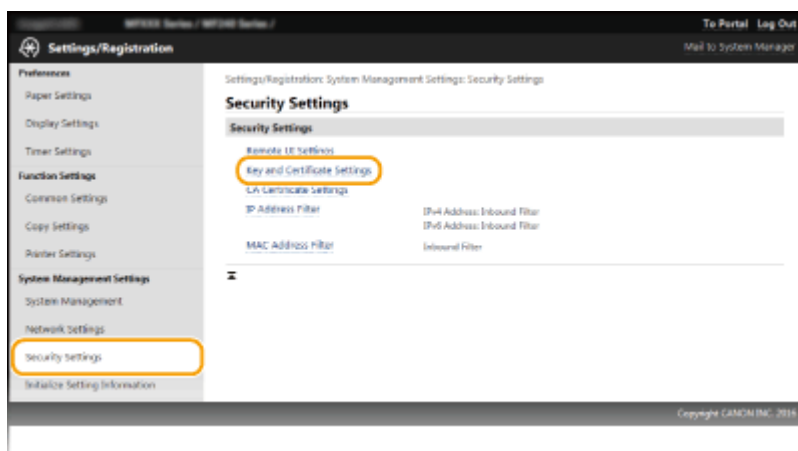 MFXXX Series / MF240 Series /
To Portal Log Out
Settings/Registration
Mail to System Manager
Preferences
Paper Settings
Display Settings
Timer Settings
Function Settings
Common Settings
Copy Settings
Printer Settings
System Management Settings
System Management
Network Settings
Security Settings
Initialize Setting Information
Settings/Registration: System Management Settings: Security Settings
Security Settings
Security Settings
Remote UI Settings
Key and Certificate Settings
CA Certificate Settings
IP Address Filter
IPv4 Address: Inbound Filter
IPv6 Address: Inbound Filter
MAC Address Filter
Inbound Filter
Copyright CANON INC. 2016